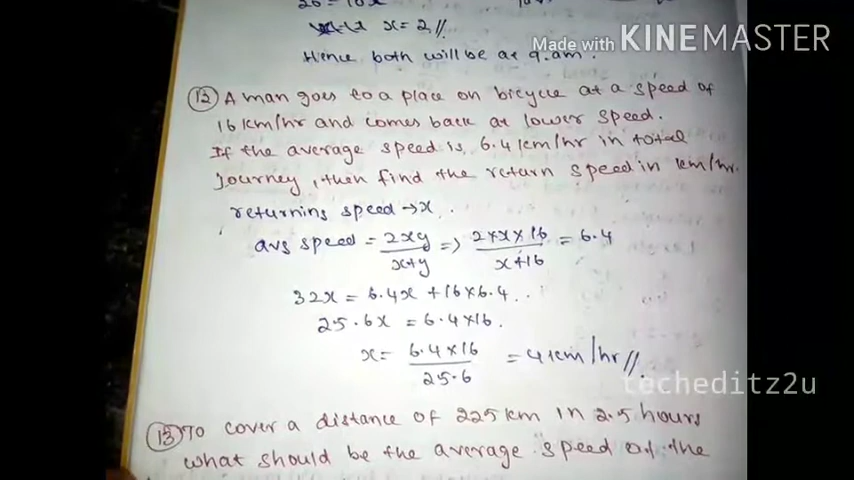 20 = 10x
x = 2 //
Made with KINEMASTER
Hence both will be at 9.am.
12 A man goes to a place on bicycle at a speed of
16 km/hr and comes back at lower speed.
If the average speed is 6.4 km/hr in total
Journey, then find the return speed in km/hr.
returning speed → x.
avg speed = 2xy/x+y => 2*x*16/x+16 = 6.4
32x = 6.4x + 16×6.4..
25.6x = 6.4×16.
x = 6.4×16/25.6 = 4 km/hr//.
techeditz2u
13 To cover a distance of 225 km in 2.5 hours
what should be the average speed of the